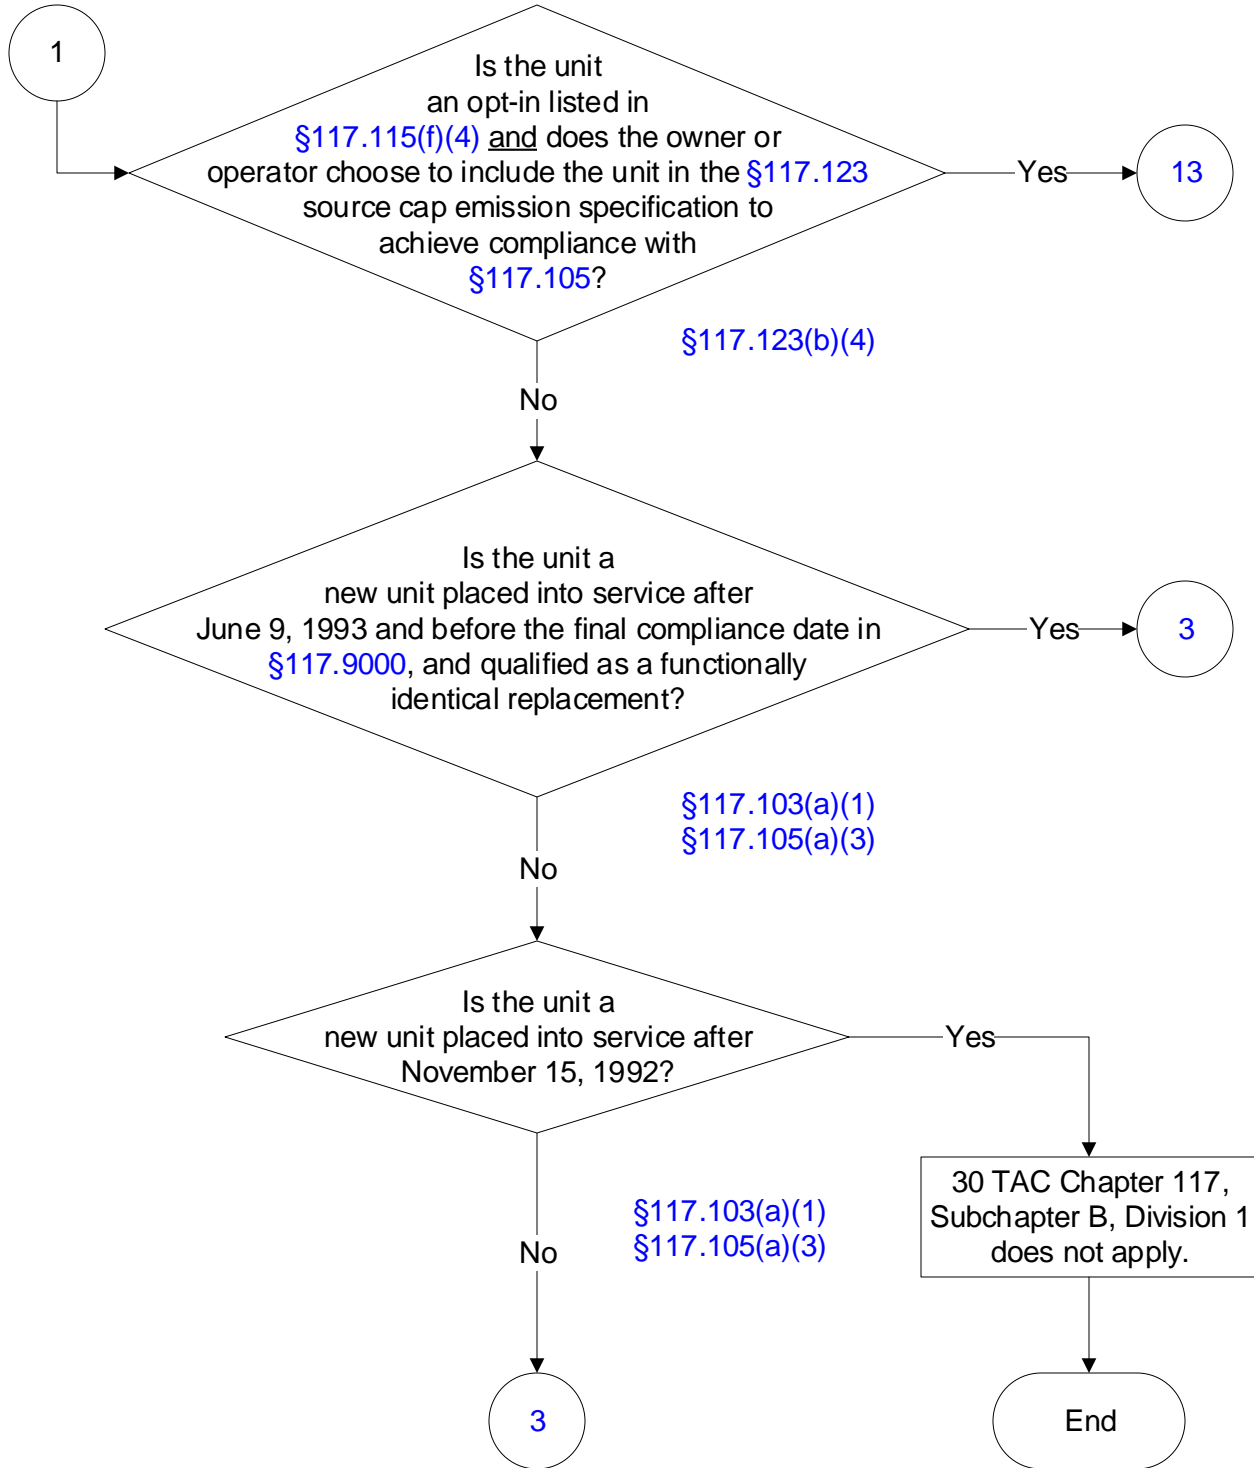 1
Is the unit
an opt-in listed in
§117.115(f)(4) and does the owner or
operator choose to include the unit in the §117.123
source cap emission specification to
achieve compliance with
§117.105?
Yes
13
§117.123(b)(4)
No
Is the unit a
new unit placed into service after
June 9, 1993 and before the final compliance date in
§117.9000, and qualified as a functionally
identical replacement?
Yes
3
§117.103(a)(1)
§117.105(a)(3)
No
Is the unit a
new unit placed into service after
November 15, 1992?
Yes
30 TAC Chapter 117,
Subchapter B, Division 1
does not apply.
§117.103(a)(1)
§117.105(a)(3)
No
3
End